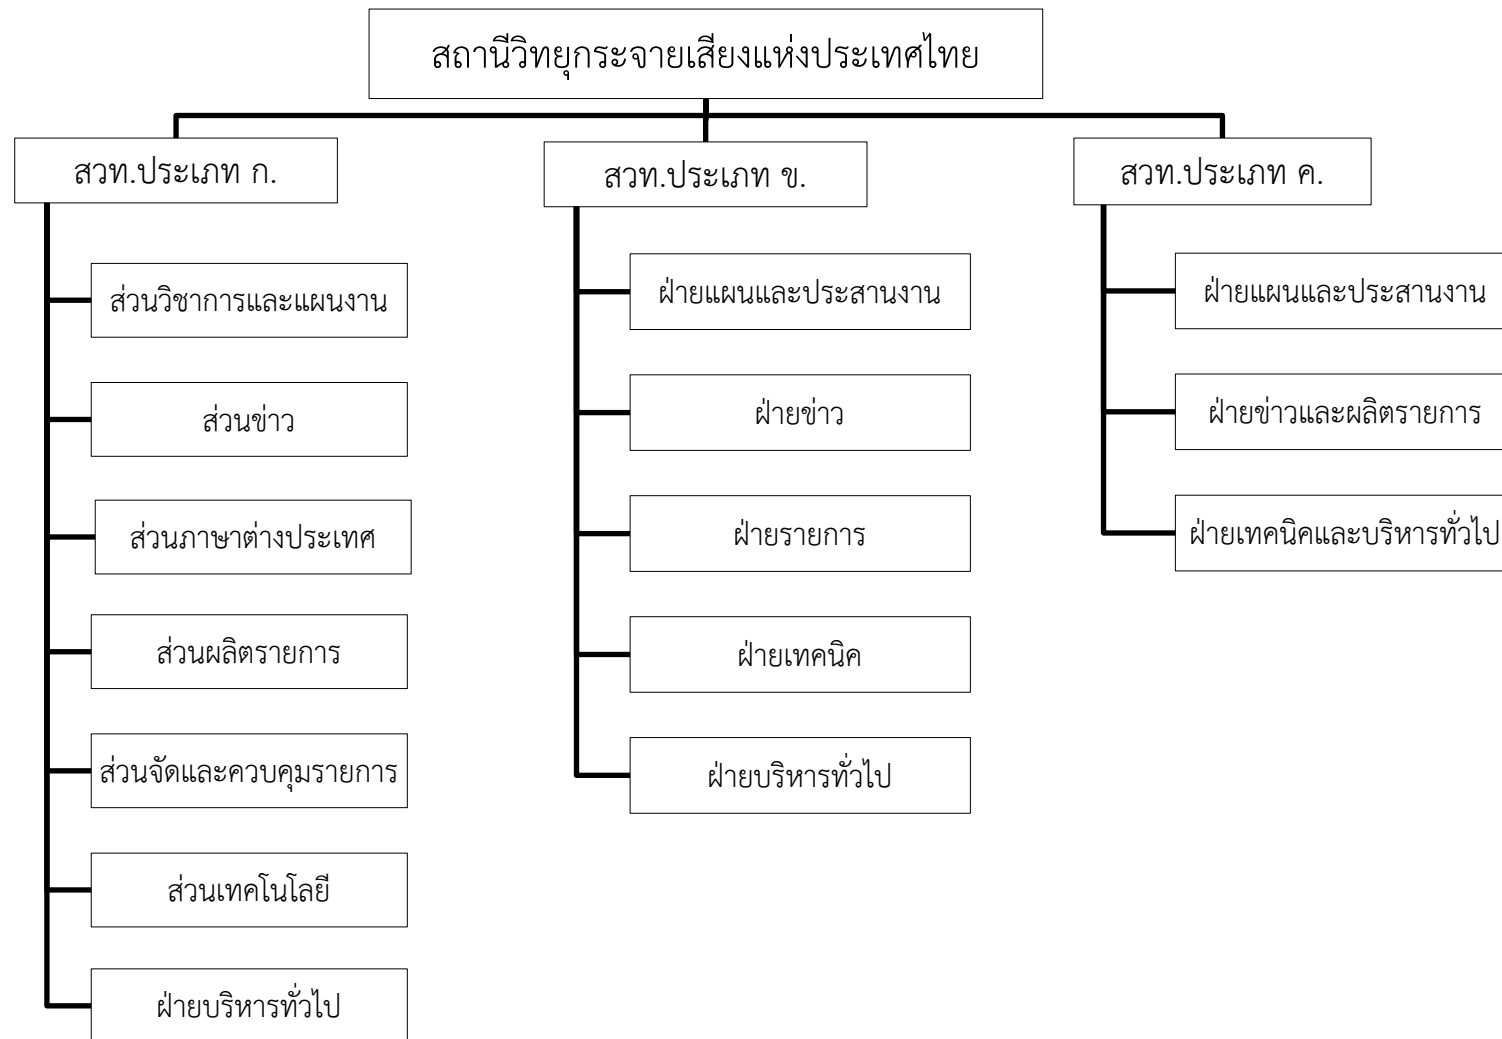 สถานีวิทยุกระจายเสียงแห่งประเทศไทย
สวท.ประเภท ก.
ส่วนวิชาการและแผนงาน
ส่วนข่าว
ส่วนภาษาต่างประเทศ
ส่วนผลิตรายการ
ส่วนจัดและควบคุมรายการ
ส่วนเทคโนโลยี
ฝ่ายบริหารทั่วไป
สวท.ประเภท ข.
ฝ่ายแผนและประสานงาน
ฝ่ายข่าว
ฝ่ายรายการ
ฝ่ายเทคนิค
ฝ่ายบริหารทั่วไป
สวท.ประเภท ค.
ฝ่ายแผนและประสานงาน
ฝ่ายข่าวและผลิตรายการ
ฝ่ายเทคนิคและบริหารทั่วไป